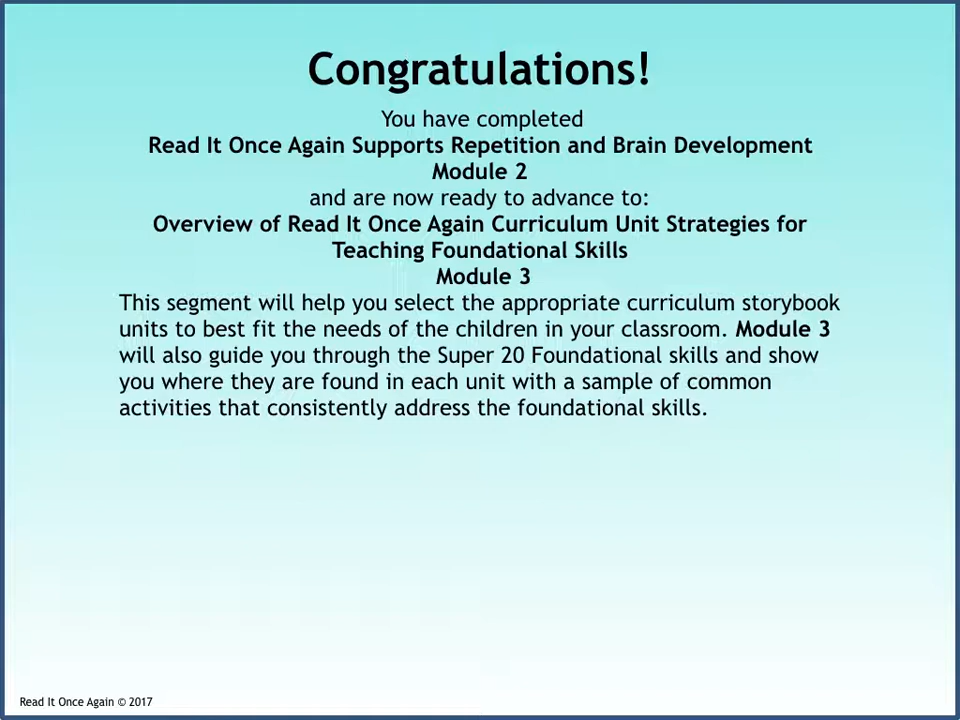 Congratulations!
You have completed
Read It Once Again Supports Repetition and Brain Development
Module 2
and are now ready to advance to:
Overview of Read It Once Again Curriculum Unit Strategies for
Teaching Foundational Skills
Module 3
This segment will help you select the appropriate curriculum storybook
units to best fit the needs of the children in your classroom. Module 3
will also guide you through the Super 20 Foundational skills and show
you where they are found in each unit with a sample of common
activities that consistently address the foundational skills.
Read It Once Again © 2017